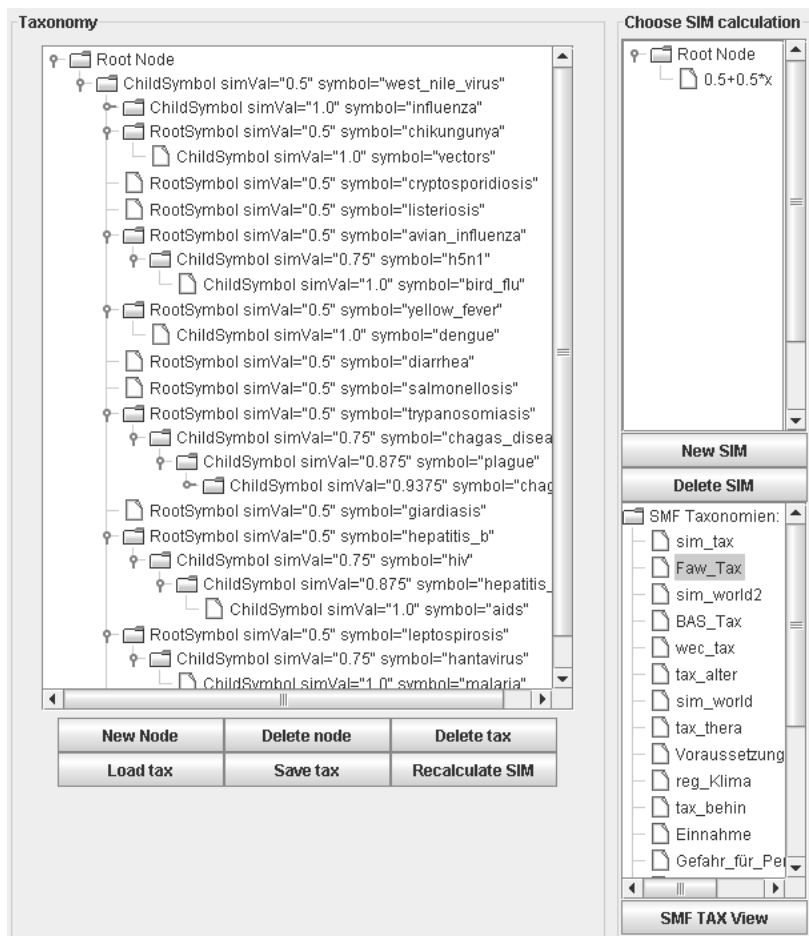 Taxonomy
Root Node
ChildSymbol simVal="0.5" symbol="west_nile_virus"
ChildSymbol simVal="1.0" symbol="influenza"
RootSymbol simVal="0.5" symbol="chikungunya"
ChildSymbol simVal="1.0" symbol="vectors"
RootSymbol simVal="0.5" symbol="cryptosporidiosis"
RootSymbol simVal="0.5" symbol="listeriosis"
RootSymbol simVal="0.5" symbol="avian_influenza"
ChildSymbol simVal="0.75" symbol="h5n1"
ChildSymbol simVal="1.0" symbol="bird_flu"
RootSymbol simVal="0.5" symbol="yellow_fever"
ChildSymbol simVal="1.0" symbol="dengue"
RootSymbol simVal="0.5" symbol="diarrhea"
RootSymbol simVal="0.5" symbol="salmonellosis"
RootSymbol simVal="0.5" symbol="trypanosomiasis"
ChildSymbol simVal="0.75" symbol="chagas_disea
ChildSymbol simVal="0.875" symbol="plague"
ChildSymbol simVal="0.9375" symbol="chag
RootSymbol simVal="0.5" symbol="giardiasis"
RootSymbol simVal="0.5" symbol="hepatitis_b"
ChildSymbol simVal="0.75" symbol="hiv"
ChildSymbol simVal="0.875" symbol="hepatitis_
ChildSymbol simVal="1.0" symbol="aids"
RootSymbol simVal="0.5" symbol="leptospirosis"
ChildSymbol simVal="0.75" symbol="hantavirus"
ChildSymbol simVal="1.0" symbol="malaria"
New Node
Delete node
Delete tax
Load tax
Save tax
Recalculate SIM
Choose SIM calculation
Root Node
0.5+0.5*x
New SIM
Delete SIM
SMF Taxonomien:
sim_tax
Faw_Tax
sim_world2
BAS_Tax
wec_tax
tax_alter
sim_world
tax_thera
Voraussetzung
reg_Klima
tax_behin
Einnahme
Gefahr_für_Per
SMF TAX View